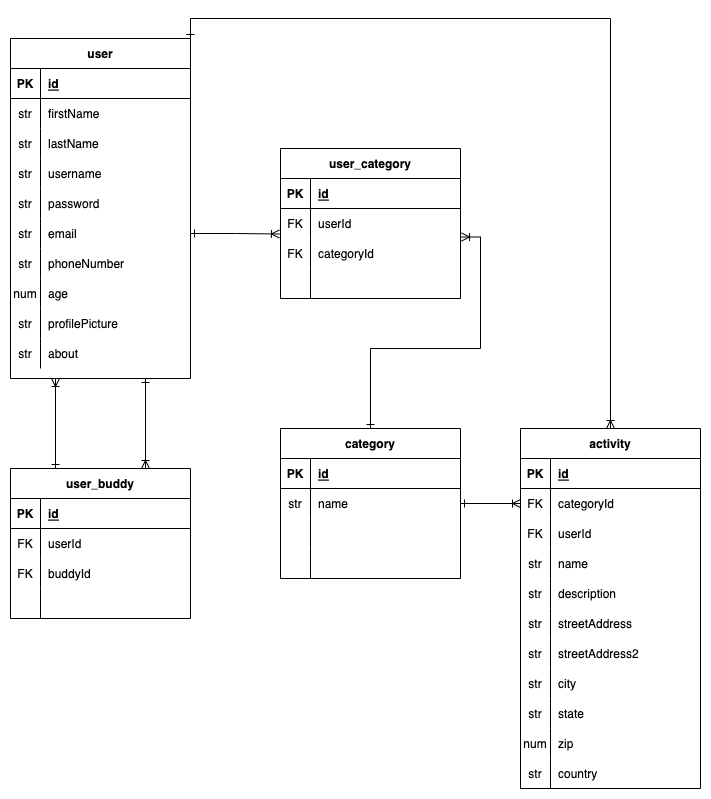 user
PK id
str firstName
str lastName
str username
str password
str email
str phoneNumber
num age
str profilePicture
str about
user_category
PK id
FK userId
FK categoryId
user_buddy
PK id
FK userId
FK buddyId
category
PK id
str name
activity
PK id
FK categoryId
FK userId
str name
str description
str streetAddress
str streetAddress2
str city
str state
num zip
str country